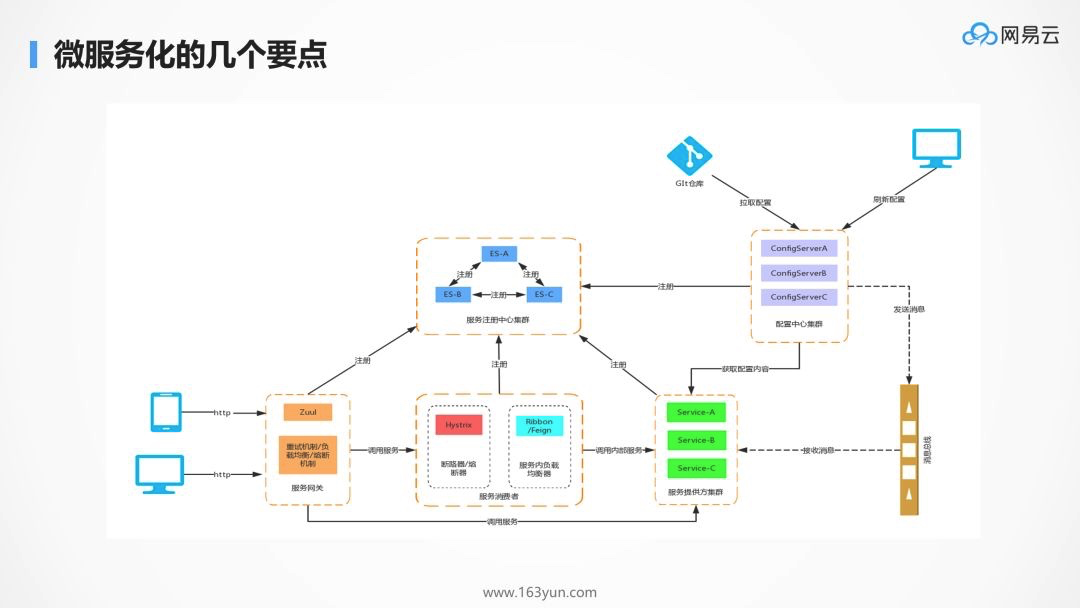 微服务化的几个要点
网易云
GIt仓库
拉取配置
刷新配置
ConfigServerA
ConfigServerB
ConfigServerC
配置中心集群
ES-A
注册
注册
ES-B
注册
ES-C
服务注册中心集群
注册
发送消息
注册
注册
注册
获取配置内容
http
http
Zuul
重试机制/负
载均衡/熔断
机制
服务网关
调用服务
Hystrix
断路器/熔
断器
Ribbon
/Feign
服务内负载
均衡器
服务消费者
调用内部服务
Service-A
Service-B
Service-C
服务提供方集群
接收消息
消息总线
调用服务
www.163yun.com